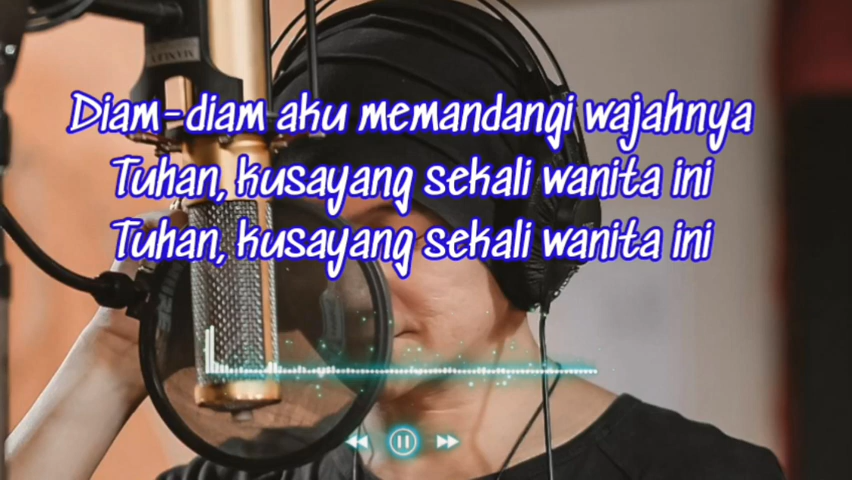 Diam-diam aku memandangi wajahnya
Tuhan, kusayang sekali wanita ini
Tuhan, kusayang sekali wanita ini